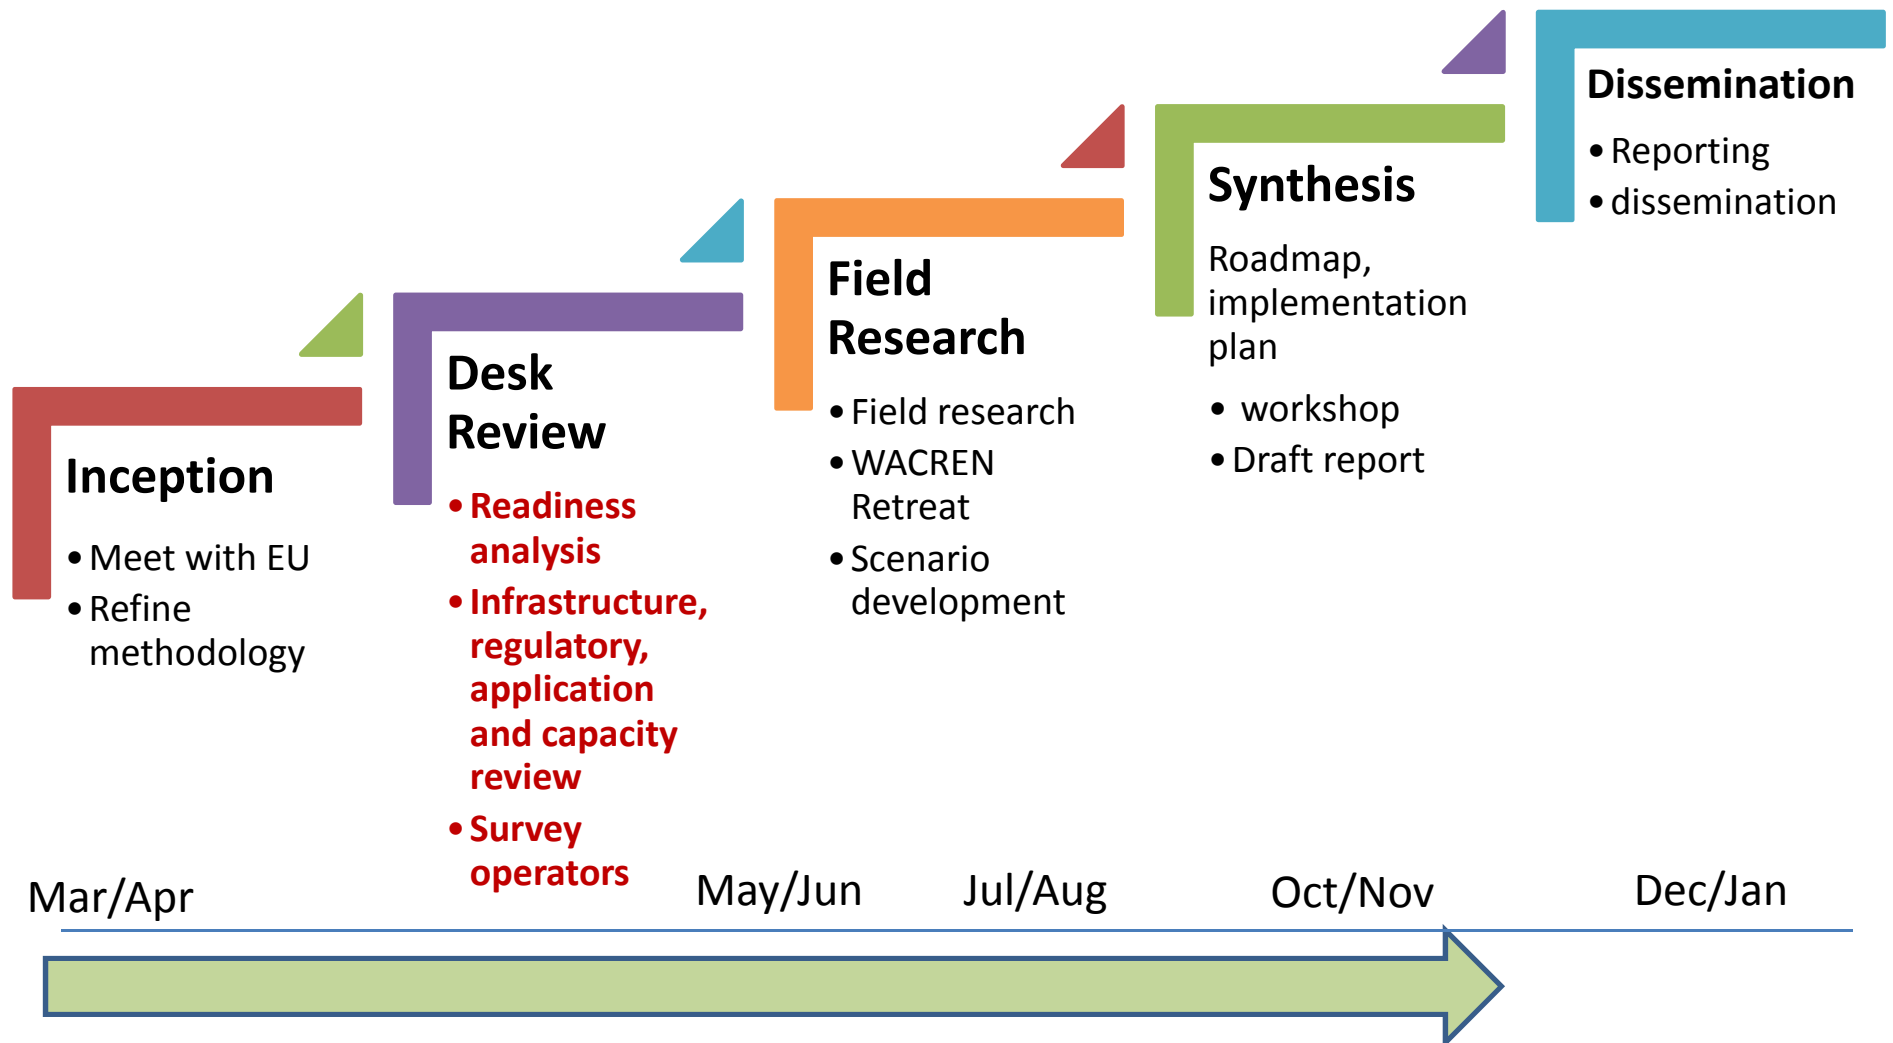 Inception
• Meet with EU
• Refine
methodology
Desk
Review
• Readiness
analysis
• Infrastructure,
regulatory,
application
and capacity
review
• Survey
operators
Field
Research
• Field research
• WACREN
Retreat
• Scenario
development
Synthesis
Roadmap,
implementation
plan
• workshop
• Draft report
Dissemination
• Reporting
• dissemination
Mar/Apr
May/Jun
Jul/Aug
Oct/Nov
Dec/Jan